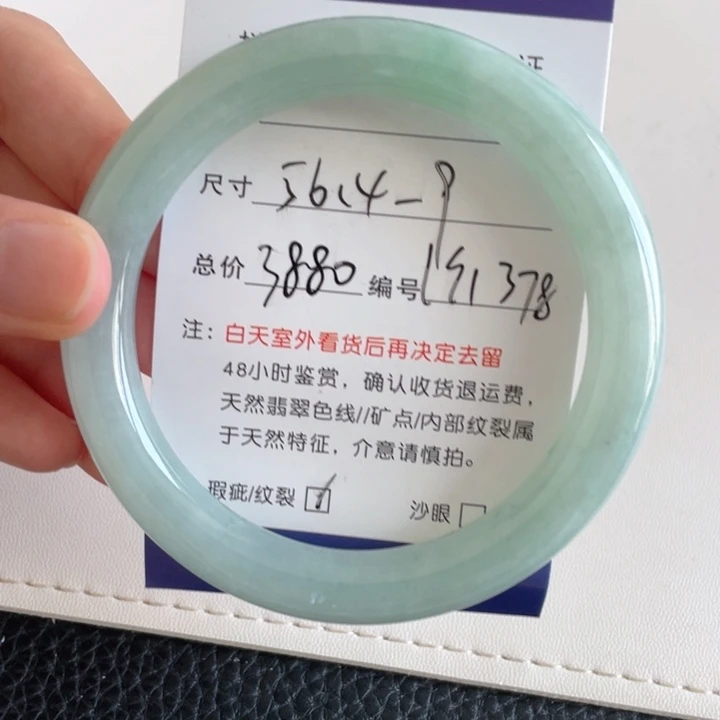 证
尺寸 5614-9
总价 3880 编号 191378
注：白天室外看货后再决定去留
48小时鉴赏，确认收货退运费，
天然翡翠色线//矿点/内部纹裂属
于天然特征，介意请慎拍。
瑕疵/纹裂 沙眼